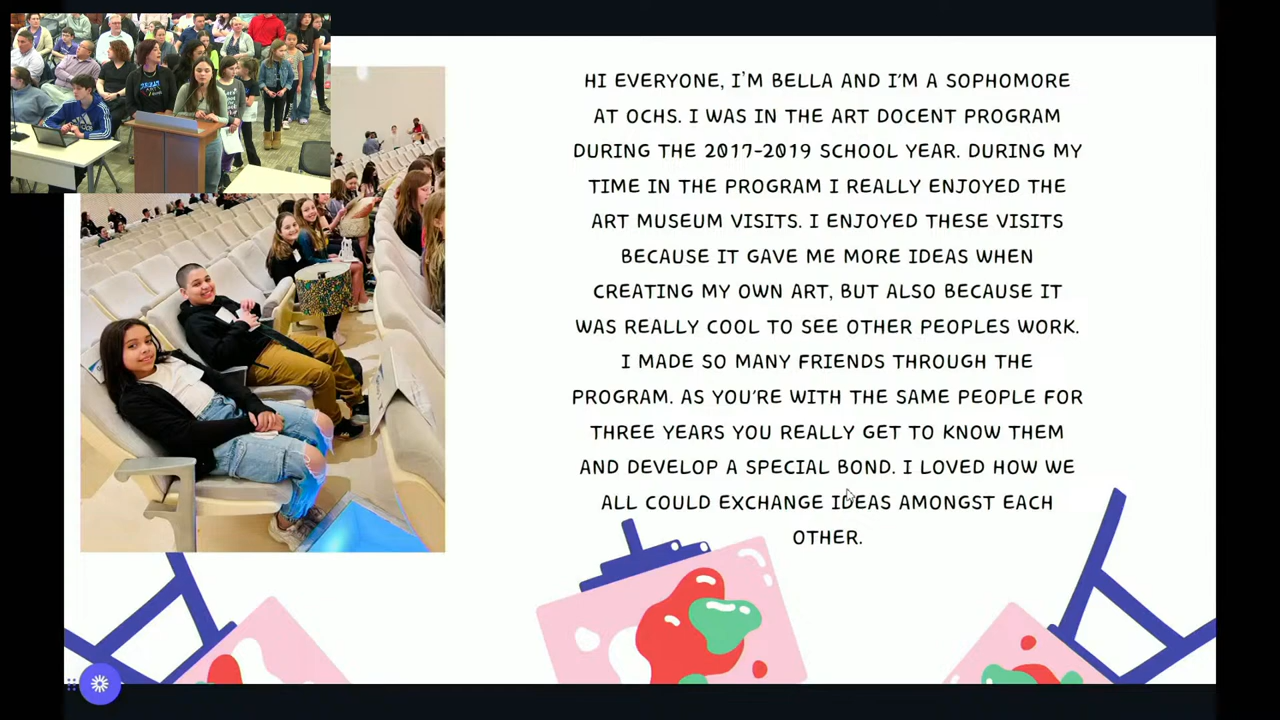 HI EVERYONE, I'M BELLA AND I'M A SOPHOMORE
AT OCHS. I WAS IN THE ART DOCENT PROGRAM
DURING THE 2017-2019 SCHOOL YEAR. DURING MY
TIME IN THE PROGRAM I REALLY ENJOYED THE
ART MUSEUM VISITS. I ENJOYED THESE VISITS
BECAUSE IT GAVE ME MORE IDEAS WHEN
CREATING MY OWN ART, BUT ALSO BECAUSE IT
WAS REALLY COOL TO SEE OTHER PEOPLES WORK.
I MADE SO MANY FRIENDS THROUGH THE
PROGRAM. AS YOU'RE WITH THE SAME PEOPLE FOR
THREE YEARS YOU REALLY GET TO KNOW THEM
AND DEVELOP A SPECIAL BOND. I LOVED HOW WE
ALL COULD EXCHANGE IDEAS AMONGST EACH
OTHER.